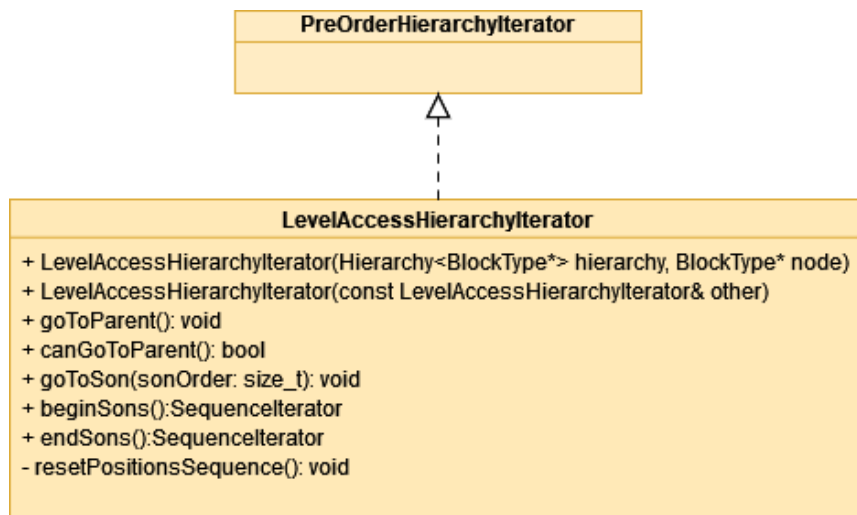 PreOrderHierarchyIterator
LevelAccessHierarchyIterator
+ LevelAccessHierarchyIterator(Hierarchy<BlockType*> hierarchy, BlockType* node)
+ LevelAccessHierarchyIterator(const LevelAccessHierarchyIterator& other)
+ goToParent(): void
+ canGoToParent(): bool
+ goToSon(sonOrder: size_t): void
+ beginSons():SequenceIterator
+ endSons():SequenceIterator
- resetPositionsSequence(): void